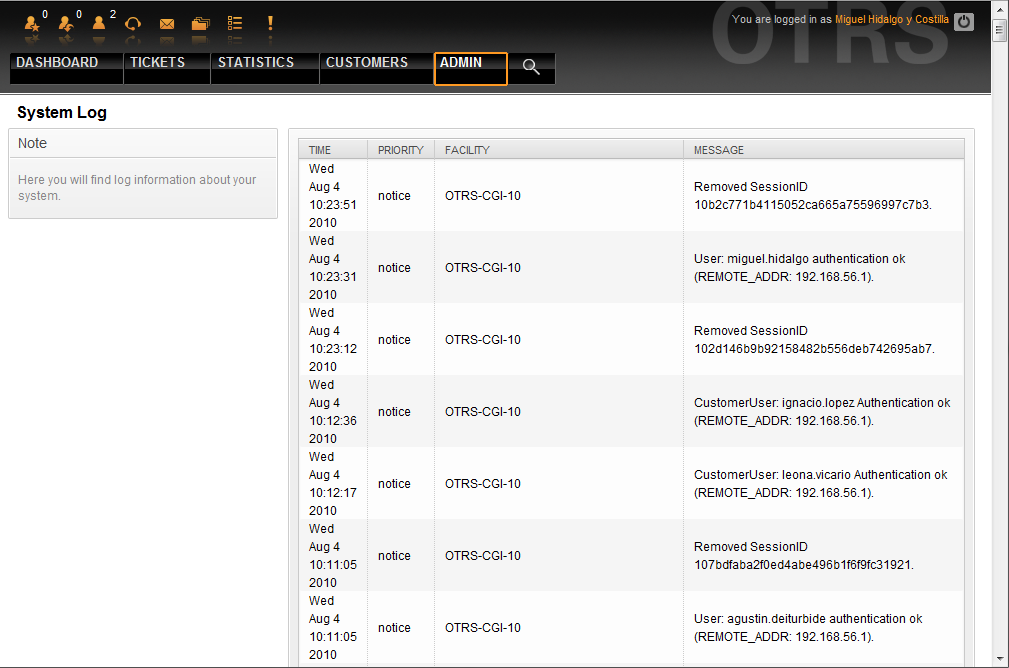 0 0 2
You are logged in as Miguel Hidalgo y Costilla
OTRS
DASHBOARD TICKETS STATISTICS CUSTOMERS ADMIN
System Log
Note
Here you will find log information about your
system.
TIME PRIORITY FACILITY MESSAGE
Wed
Aug 4
10:23:51
2010
notice
OTRS-CGI-10
Removed SessionID
10b2c771b4115052ca665a75596997c7b3.
Wed
Aug 4
10:23:31
2010
notice
OTRS-CGI-10
User: miguel.hidalgo authentication ok
(REMOTE_ADDR: 192.168.56.1).
Wed
Aug 4
10:23:12
2010
notice
OTRS-CGI-10
Removed SessionID
102d146b9b92158482b556deb742695ab7.
Wed
Aug 4
10:12:36
2010
notice
OTRS-CGI-10
CustomerUser: ignacio.lopez Authentication ok
(REMOTE_ADDR: 192.168.56.1).
Wed
Aug 4
10:12:17
2010
notice
OTRS-CGI-10
CustomerUser: leona.vicario Authentication ok
(REMOTE_ADDR: 192.168.56.1).
Wed
Aug 4
10:11:05
2010
notice
OTRS-CGI-10
Removed SessionID
107bdfaba2f0ed4abe496b1f6f9fc31921.
Wed
Aug 4
10:11:05
2010
notice
OTRS-CGI-10
User: agustin.deiturbide authentication ok
(REMOTE_ADDR: 192.168.56.1).